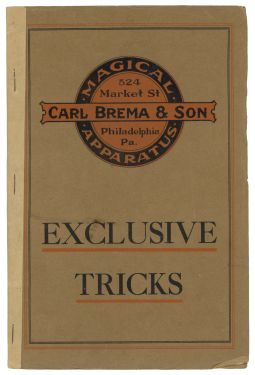 MAGICAL
524
Market St
CARL BREMA & SON
Philadelphia
Pa.
APPARATUS
EXCLUSIVE
TRICKS